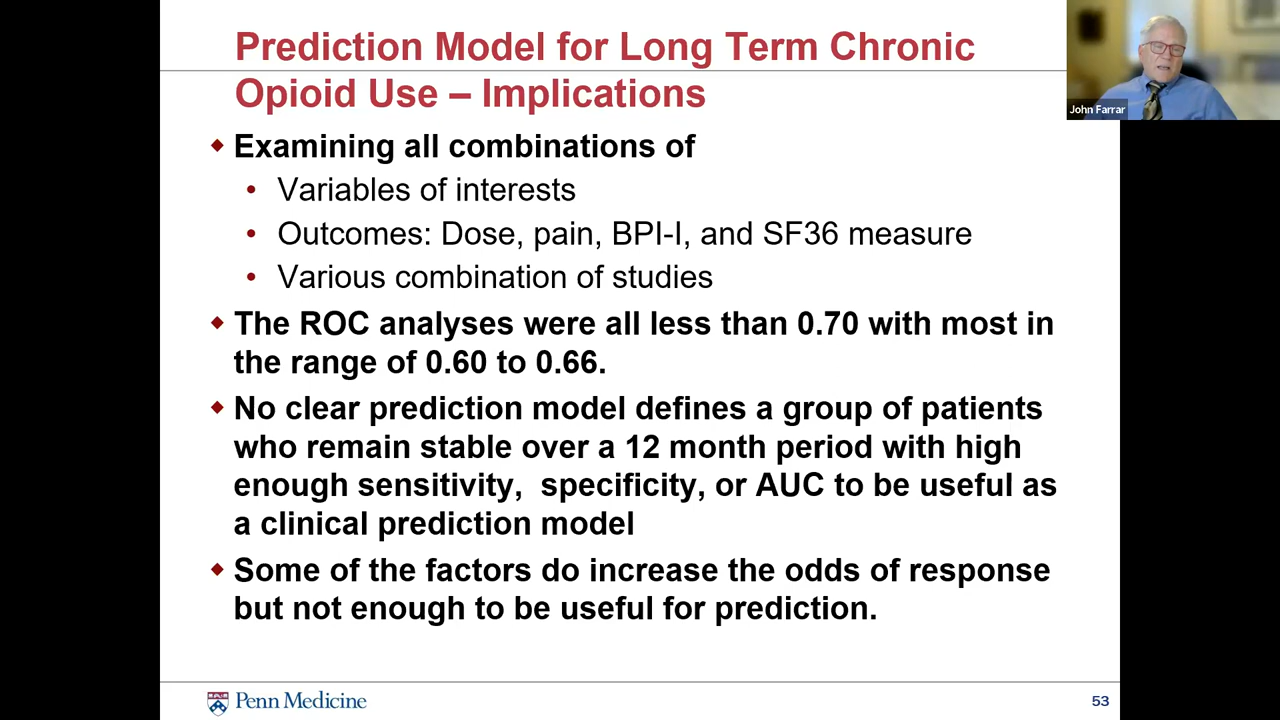 Prediction Model for Long Term Chronic
Opioid Use – Implications
John Farrar
Examining all combinations of
• Variables of interests
• Outcomes: Dose, pain, BPI-I, and SF36 measure
• Various combination of studies
The ROC analyses were all less than 0.70 with most in
the range of 0.60 to 0.66.
No clear prediction model defines a group of patients
who remain stable over a 12 month period with high
enough sensitivity, specificity, or AUC to be useful as
a clinical prediction model
Some of the factors do increase the odds of response
but not enough to be useful for prediction.
Penn Medicine
53